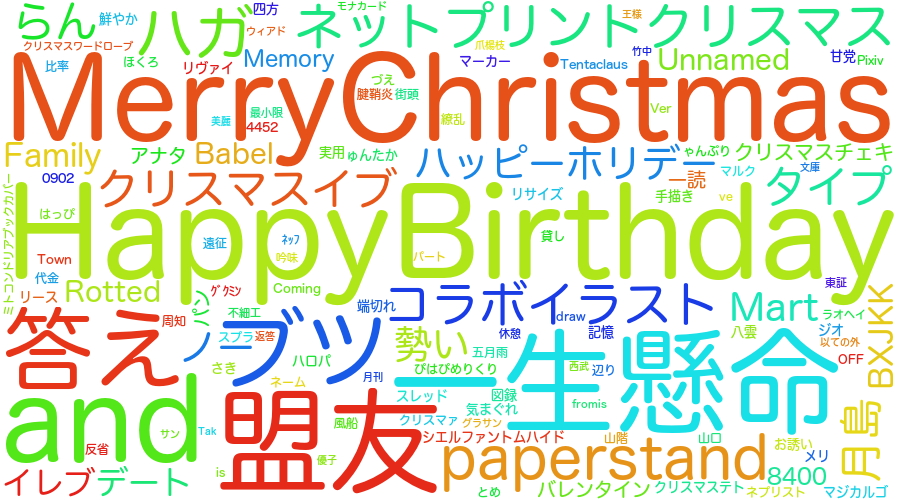 らん
鮮やか
ハガ
四方
ウィアド
モナカード
ネットプリント
クリスマス
王様
爪楊枝
竹中
甘党
Pixiv
クリスマスワードローブ
比率
ほくろ
リヴァイ
Memory
マーカー
Tentaclaus
Unnamed
づえ
腱鞘炎
街頭
最小限
4452
美麗
繚乱
Ver
MerryChristmas
Family
アナタ
Babel
実用
ゅんたか
ハッピーホリデー
ゃんぷり
クリスマスチェキ
マルク
文庫
0902
クリスマスイブ
リサイズ
一読
手描き
ve
タイプ
ミトコンドリアブックカバー
はっぴ
遠征
ﾈｯﾌ
吟味
パート
貸し
HappyBirthday
Town
代金
リース
Rotted
パン
ｸﾞｸﾐｼ
Coming
端切れ
コラボイラスト
draw
休憩
記憶
Mart
東証
ラオヘイ
八雲
ジオ
以ての外
OFF
BXJKK
答え
周知
ノー
不細工
スプラ
返答
ブツ
ハロパ
勢い
五月雨
ぴはぴめりくり
一生懸命
西武
辺り
さき
ネーム
月刊
スレッド
図録
気まぐれ
fromis
and
サン
Tak
盟友
風船
クリスマァ
グラサン
シエルファントムハイド
山階
山口
お誘い
メリ
月島
反省
is
優子
paperstand
8400
イレブ
デート
とめ
バレンタイン
クリスマステト
ネプリスト
マジカルゴ